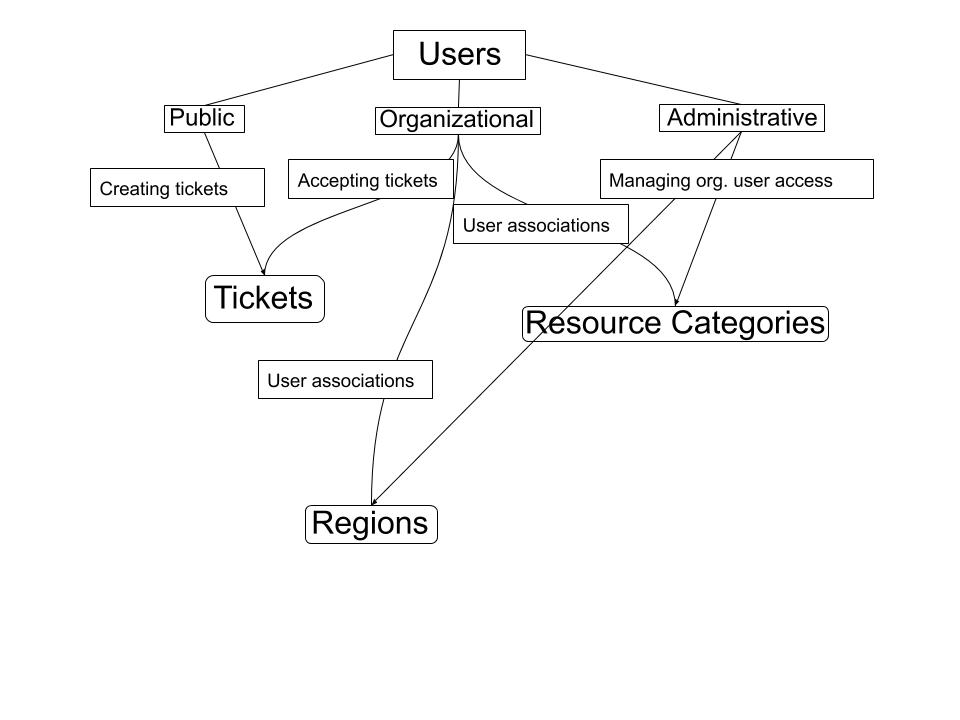 Users
Public
Organizational
Administrative
Creating tickets
Accepting tickets
Managing org. user access
User associations
Tickets
Resource Categories
User associations
Regions